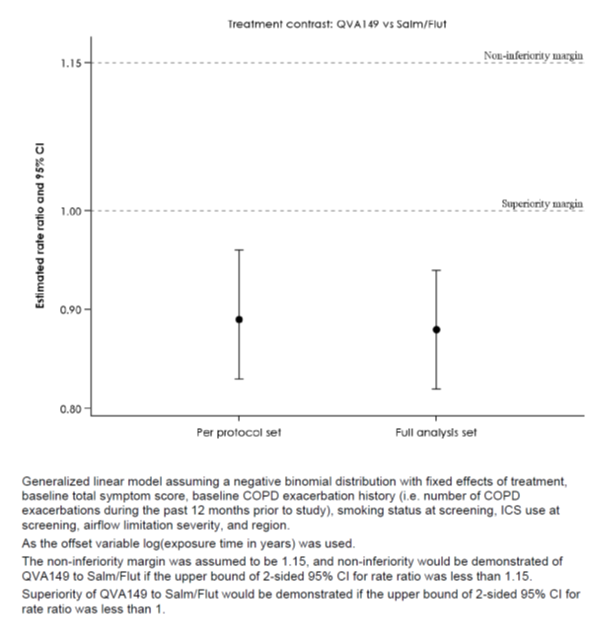 Treatment contrast: QVA149 vs Salm/Flut
Non-inferiority margin
1.15
Superiority margin
1.00
Estimated rate ratio and 95% CI
0.90
0.80
Per protocol set
Full analysis set
Generalized linear model assuming a negative binomial distribution with fixed effects of treatment,
baseline total symptom score, baseline COPD exacerbation history (i.e. number of COPD
exacerbations during the past 12 months prior to study), smoking status at screening, ICS use at
screening, airflow limitation severity, and region.
As the offset variable log(exposure time in years) was used.
The non-inferiority margin was assumed to be 1.15, and non-inferiority would be demonstrated of
QVA149 to Salm/Flut if the upper bound of 2-sided 95% CI for rate ratio was less than 1.15.
Superiority of QVA149 to Salm/Flut would be demonstrated if the upper bound of 2-sided 95% CI for
rate ratio was less than 1.